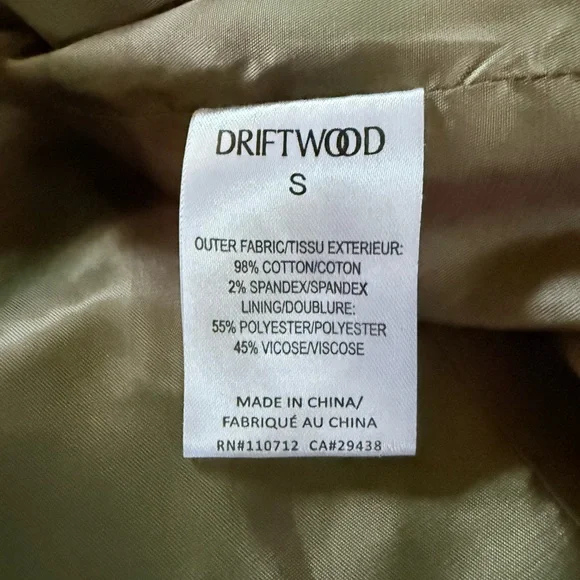 DRIFTWOOD
S
OUTER FABRIC/TISSU EXTERIEUR:
98% COTTON/COTON
2% SPANDEX/SPANDEX
LINING/DOUBLURE:
55% POLYESTER/POLYESTER
45% VICOSE/VISCOSE
MADE IN CHINA/
FABRIQUÉ AU CHINA
RN#110712 CA#29438